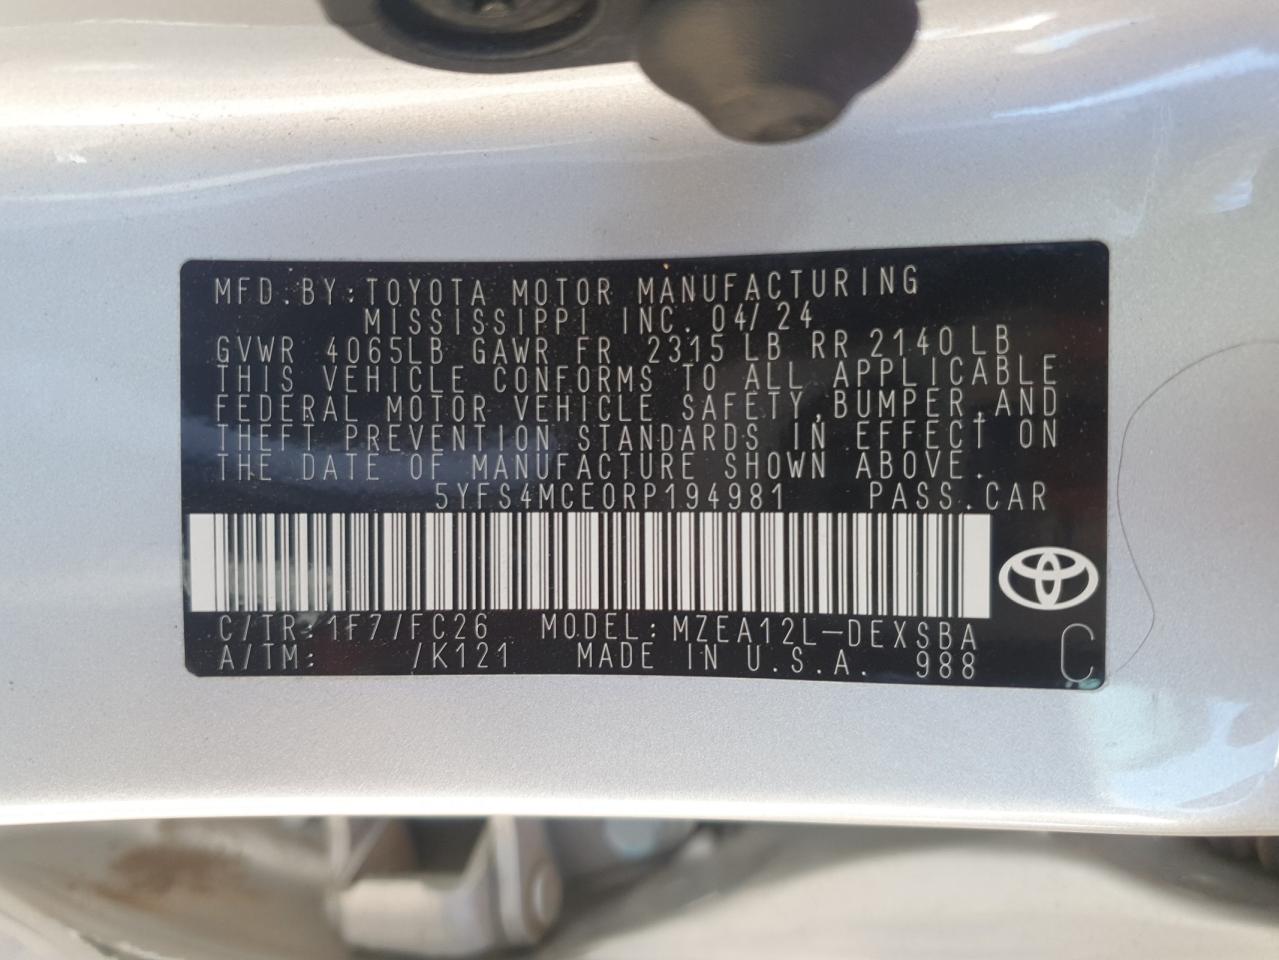 MFD.BY:TOYOTA MOTOR MANUFACTURING
MISSISSIPPI INC. 04/24
GVWR 4065LB GAWR FR 2315 LB RR 2140 LB
THIS VEHICLE CONFORMS TO ALL APPLICABLE
FEDERAL MOTOR VEHICLE SAFETY,BUMPER,AND
THEFT PREVENTION STANDARDS IN EFFECT ON
THE DATE OF MANUFACTURE SHOWN ABOVE.
5YFS4MCE0RP194981 PASS.CAR
C/TR:1F7/FC26 MODEL:MZEA12L-DEXSBA
A/TM: /K121 MADE IN U.S.A. 988 C